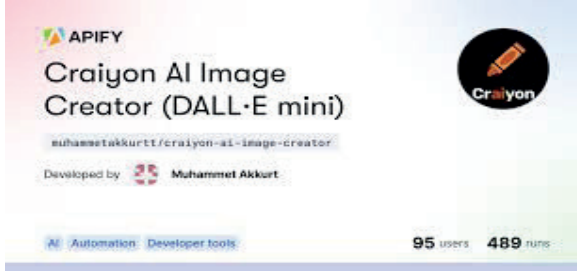 APIFY
Craiyon
Craiyon AI Image
Creator (DALL·E mini)
muhammetakkurtt/craiyon-ai-image-creator
Developed by Muhammet Akkurt
AI Automation Developer tools
95 users 489 runs